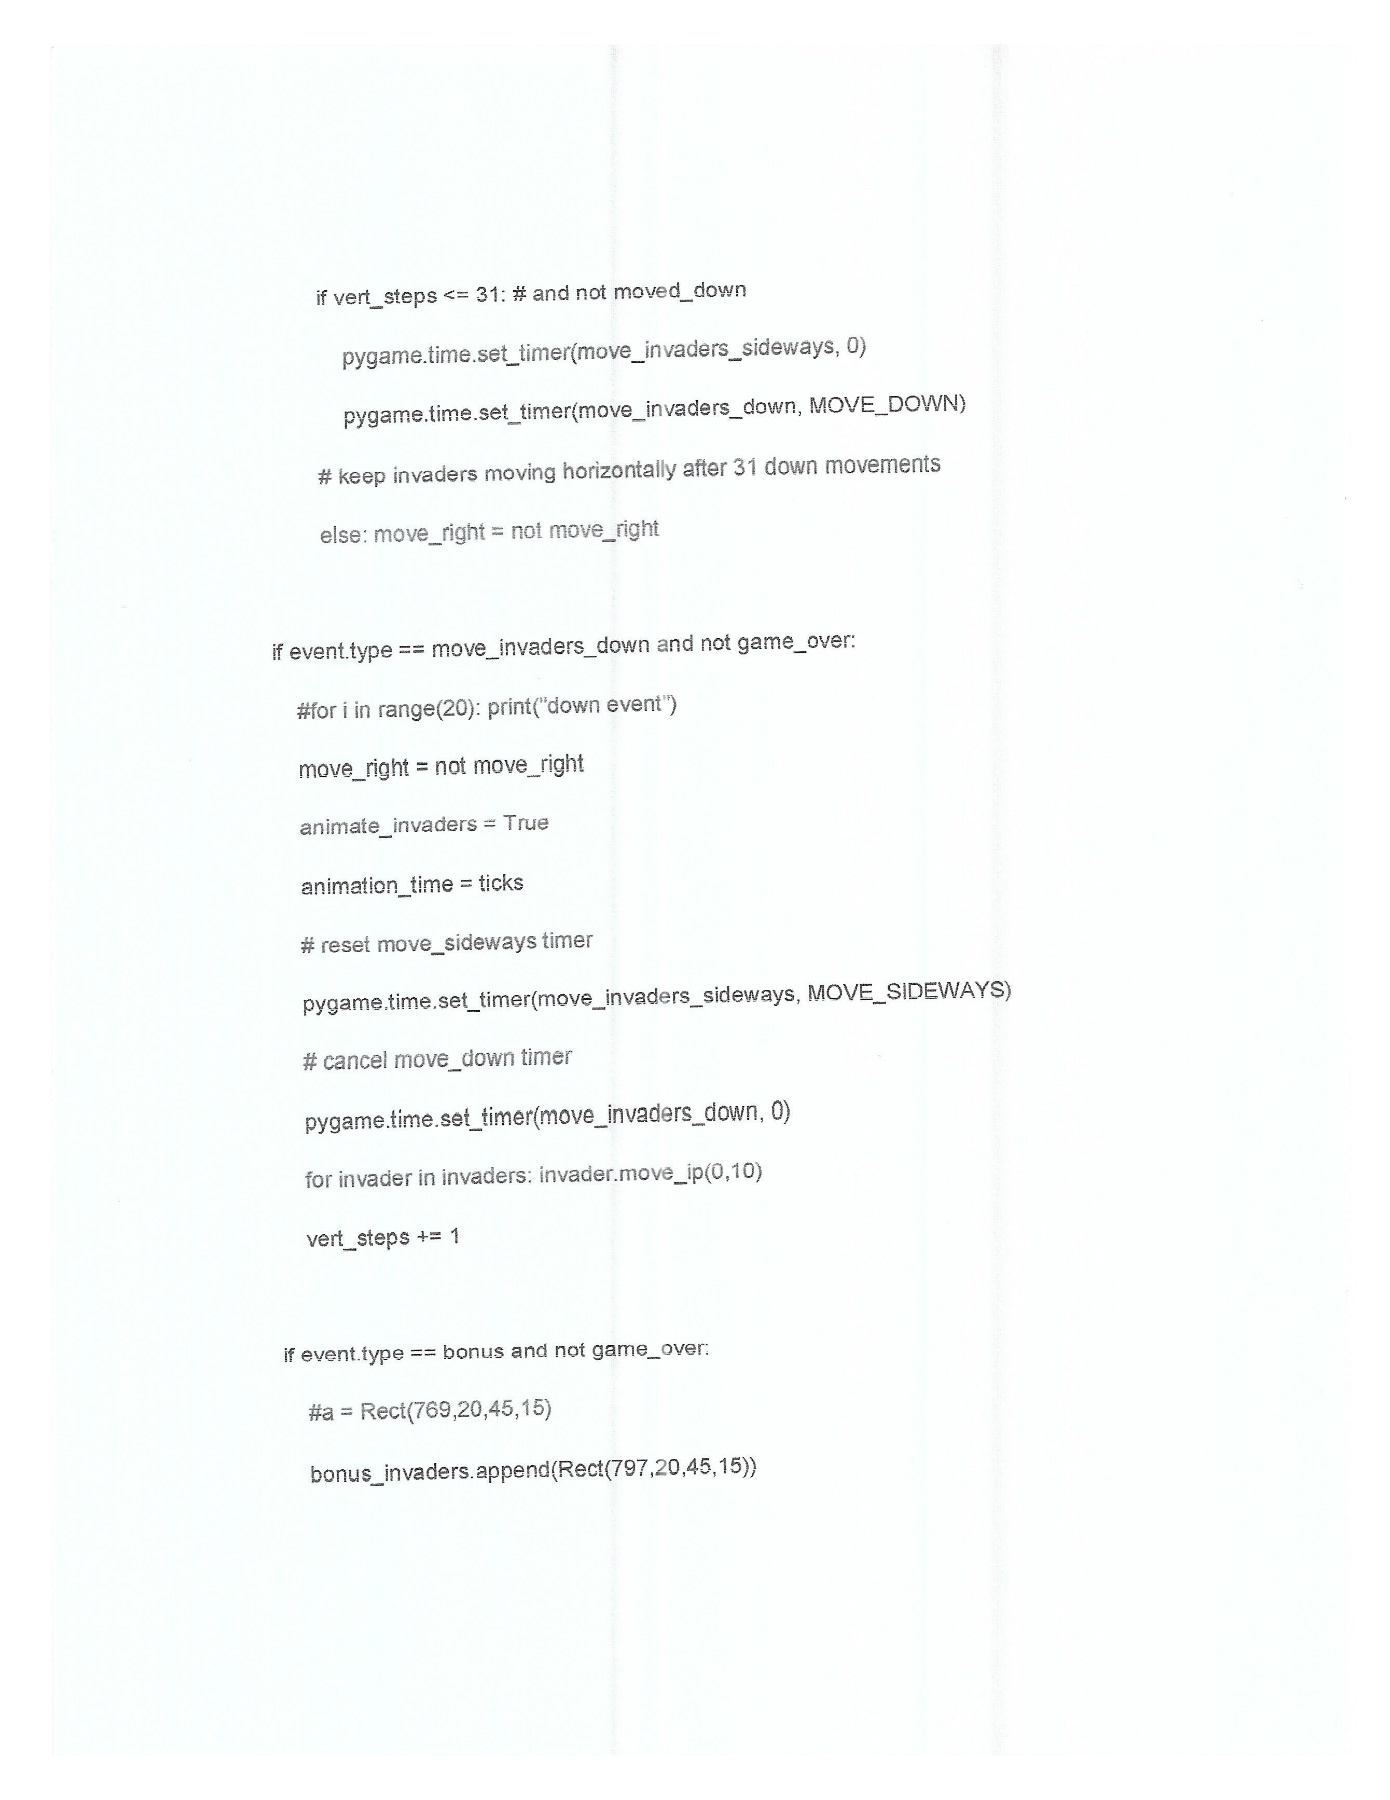 if vert_steps <= 31: # and not moved_down
pygame.time.set_timer(move_invaders_sideways, 0)
pygame.time.set_timer(move_invaders_down, MOVE_DOWN)
# keep invaders moving horizontally after 31 down movements
else: move_right = not move_right
if event.type == move_invaders_down and not game_over:
#for i in range(20): print("down event")
move_right = not move_right
animate_invaders = True
animation_time = ticks
# reset move_sideways timer
pygame.time.set_timer(move_invaders_sideways, MOVE_SIDEWAYS)
# cancel move_down timer
pygame.time.set_timer(move_invaders_down, 0)
for invader in invaders: invader.move_ip(0,10)
vert_steps += 1
if event.type == bonus and not game_over:
#a = Rect(769,20,45,15)
bonus_invaders.append(Rect(797,20,45,15))